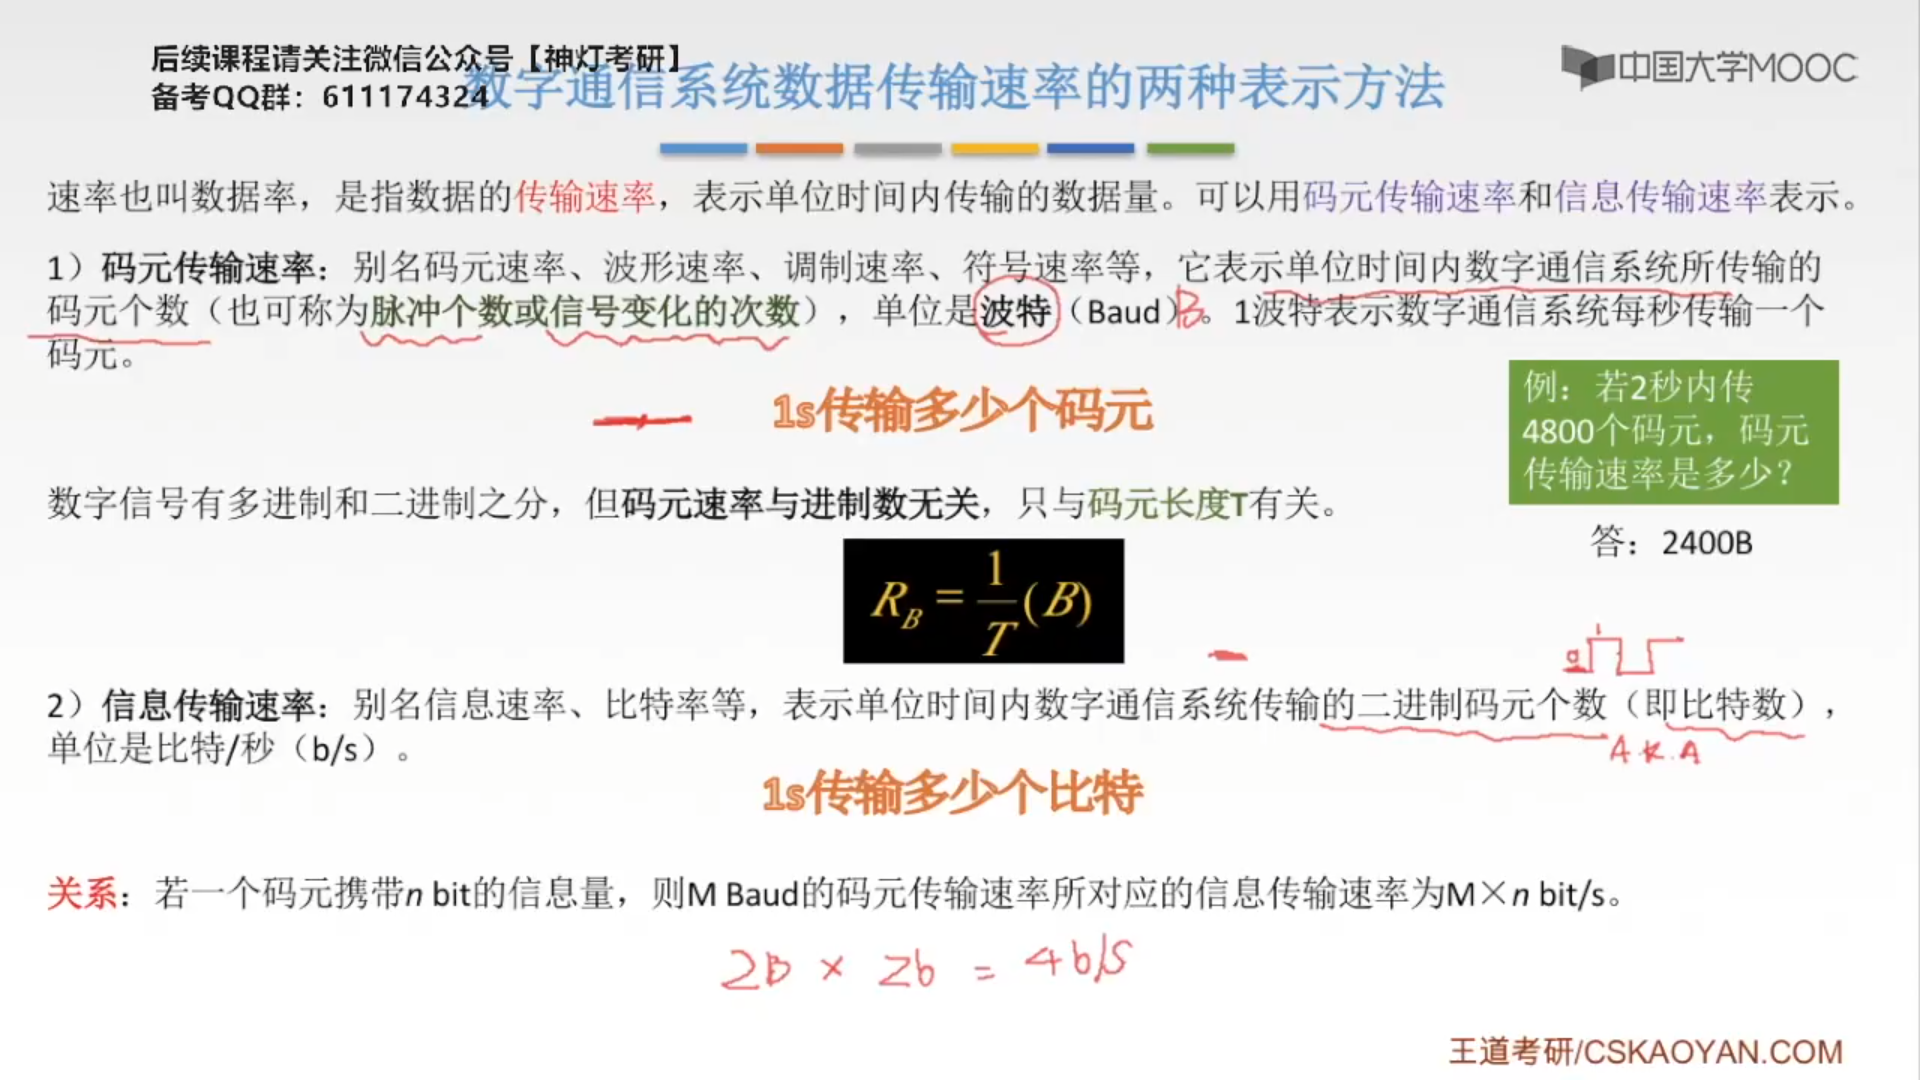 后续课程请关注微信公众号【神灯考研】
备考QQ群：611174324
数字通信系统数据传输速率的两种表示方法
中国大学MOOC
速率也叫数据率，是指数据的传输速率，表示单位时间内传输的数据量。可以用码元传输速率和信息传输速率表示。
1）码元传输速率：别名码元速率、波形速率、调制速率、符号速率等，它表示单位时间内数字通信系统所传输的
码元个数（也可称为脉冲个数或信号变化的次数），单位是波特（Baud）B。1波特表示数字通信系统每秒传输一个
码元。
1s传输多少个码元
例：若2秒内传
4800个码元，码元
传输速率是多少？
答：2400B
数字信号有多进制和二进制之分，但码元速率与进制数无关，只与码元长度T有关。
R_B = 1/T (B)
0 1
2）信息传输速率：别名信息速率、比特率等，表示单位时间内数字通信系统传输的二进制码元个数（即比特数），
A.K.A
单位是比特/秒（b/s）。
1s传输多少个比特
关系：若一个码元携带n bit的信息量，则M Baud的码元传输速率所对应的信息传输速率为M×n bit/s。
2B × 2b = 4b/s
王道考研/CSKAOYAN.COM